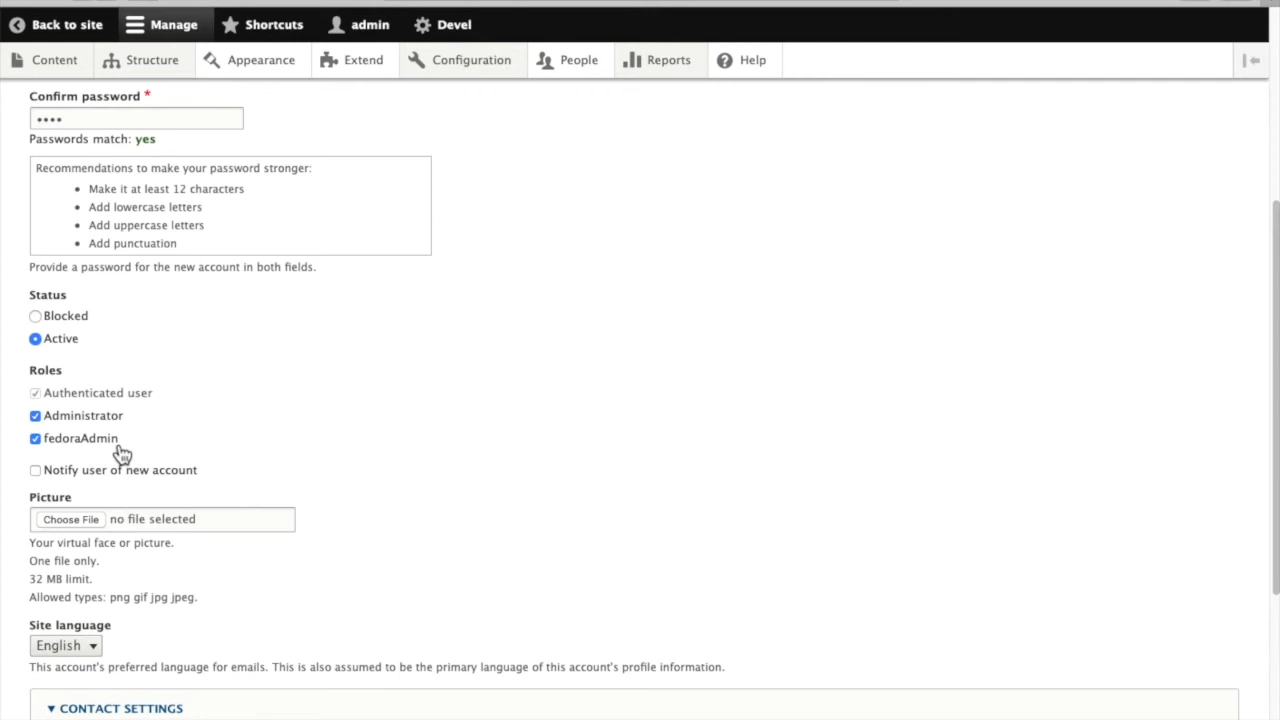 Back to site Manage Shortcuts admin Devel
Content Structure Appearance Extend Configuration People Reports Help
Confirm password *
••••
Passwords match: yes
Recommendations to make your password stronger:
• Make it at least 12 characters
• Add lowercase letters
• Add uppercase letters
• Add punctuation
Provide a password for the new account in both fields.
Status
Blocked
Active
Roles
Authenticated user
Administrator
fedoraAdmin
Notify user of new account
Picture
Choose File no file selected
Your virtual face or picture.
One file only.
32 MB limit.
Allowed types: png gif jpg jpeg.
Site language
English
This account's preferred language for emails. This is also assumed to be the primary language of this account's profile information.
CONTACT SETTINGS